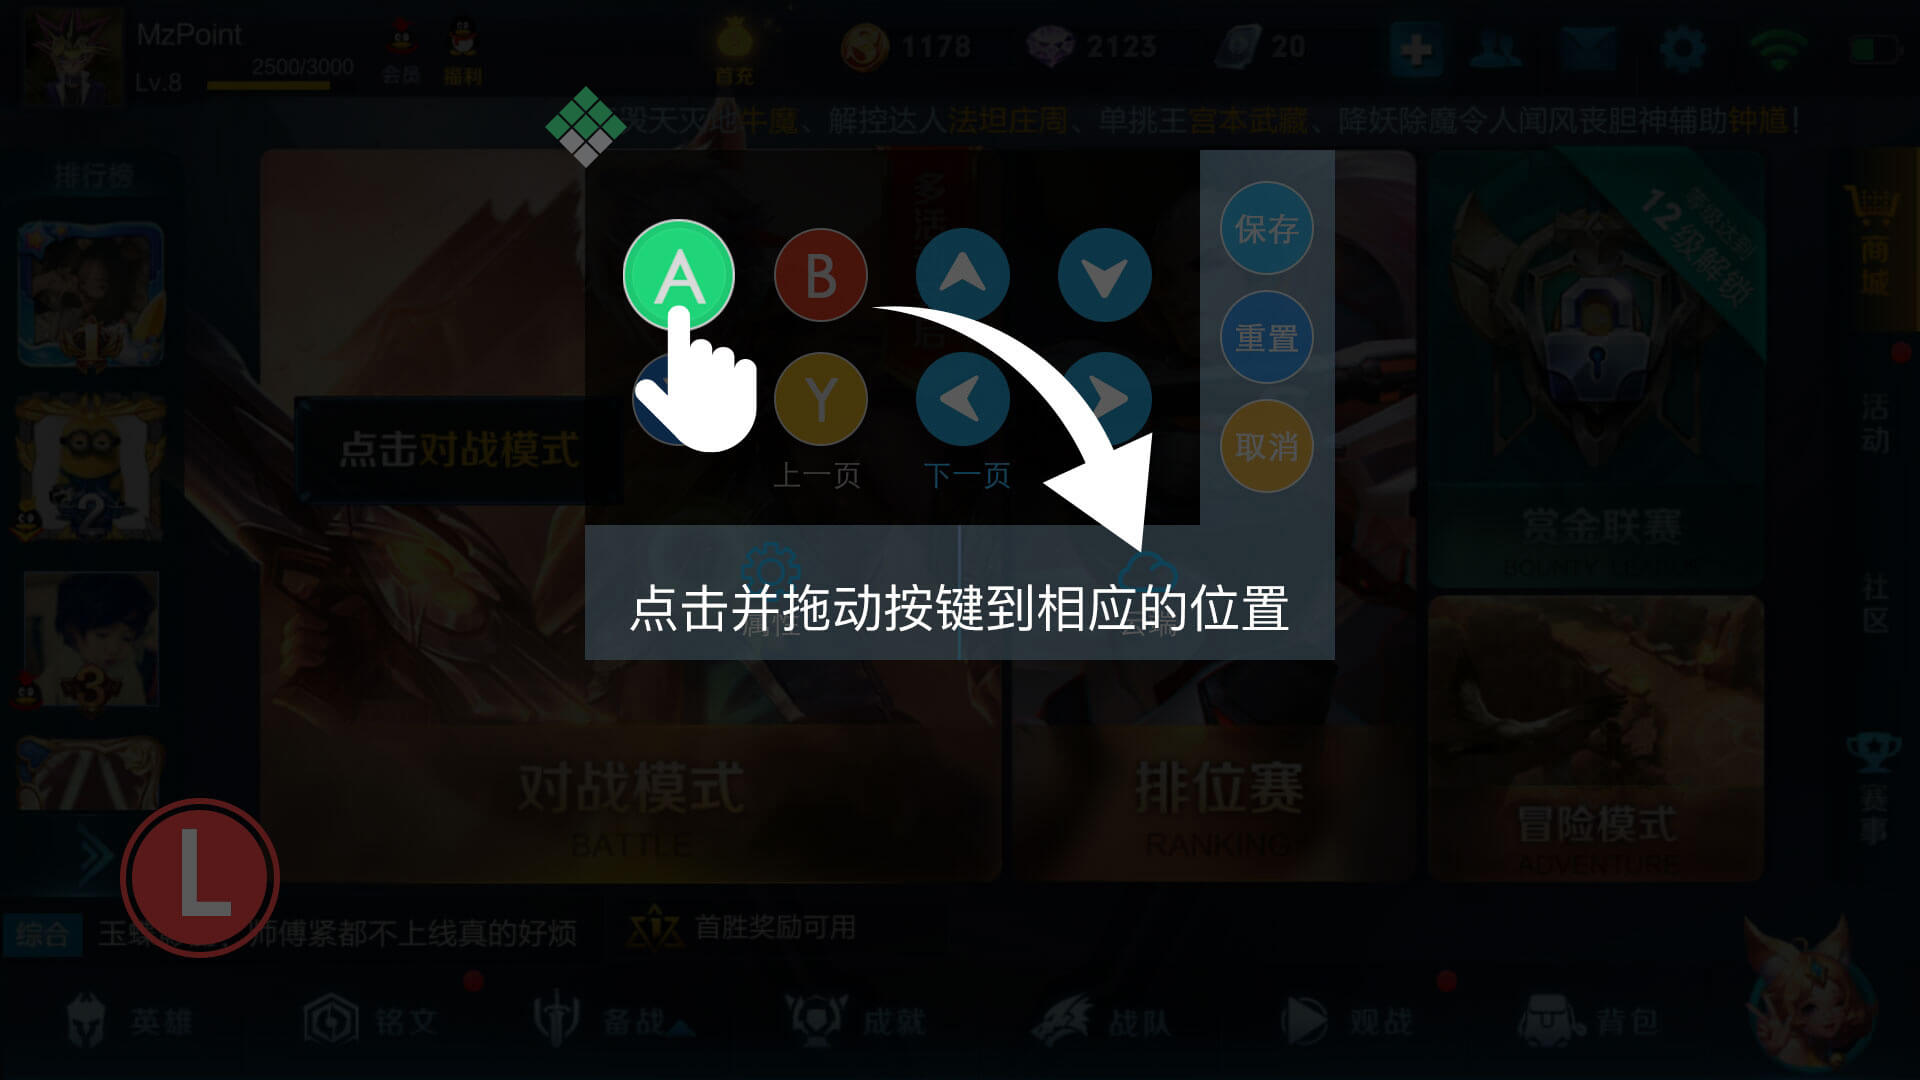 MzPoint
Lv.8
2500/3000
会员
福利
首充
1178
2123
20
毁天灭地牛魔、解控达人法坦庄周、单挑王宫本武藏、降妖除魔令人闻风丧胆神辅助钟馗!
排行榜
1
2
3
点击对战模式
A
B
Y
上一页
下一页
保存
重置
取消
属性
云端
点击并拖动按键到相应的位置
12级解锁
赏金联赛
BOUNTY LEAGUE
商城
活动
社区
赛事
对战模式
BATTLE
排位赛
RANKING
冒险模式
ADVENTURE
L
综合
师傅紧都不上线真的好烦
首胜奖励可用
英雄
铭文
备战
成就
战队
观战
背包